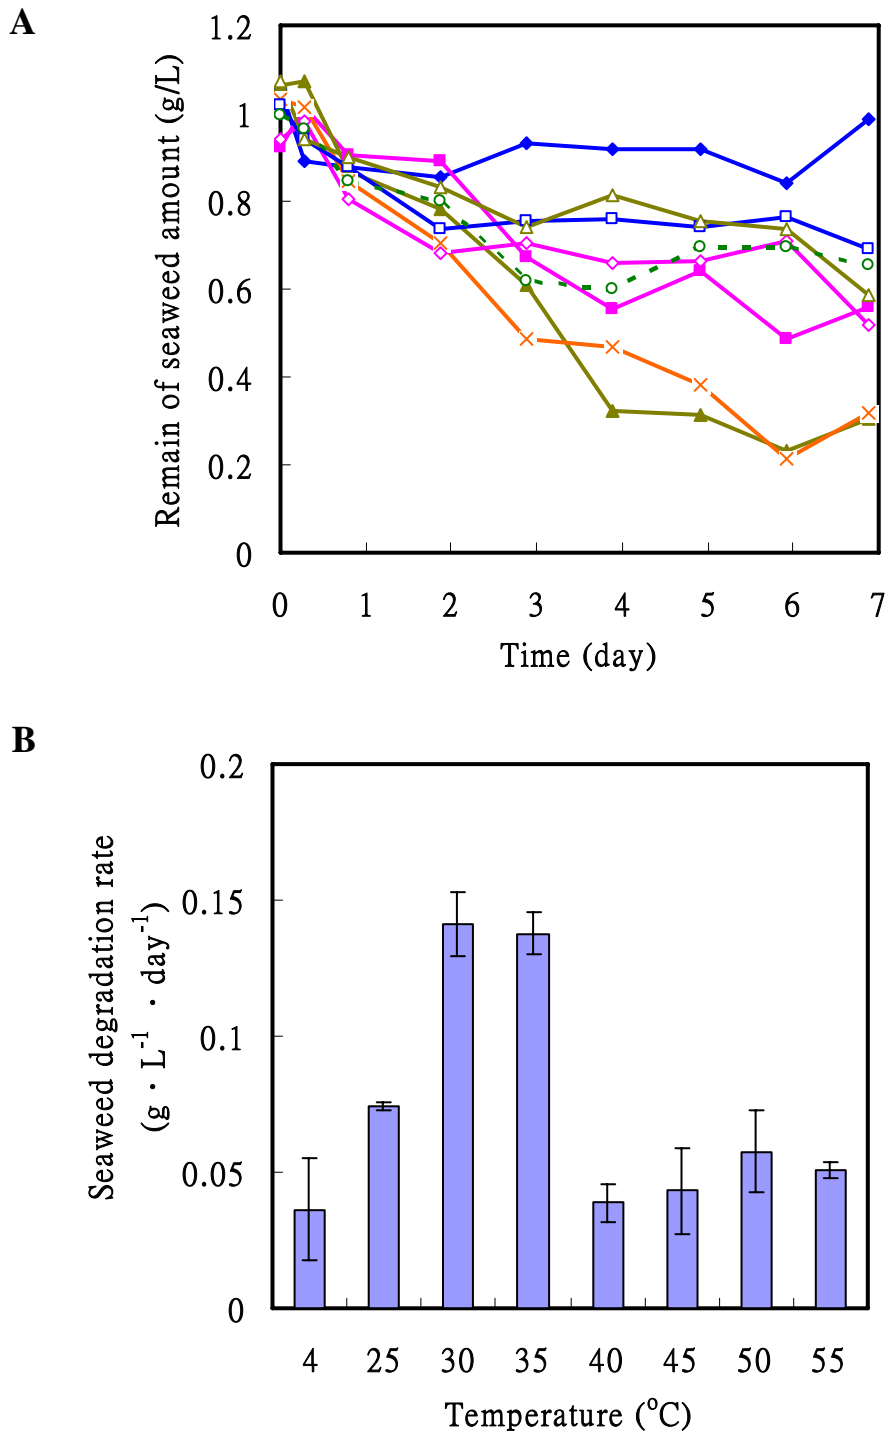 A
Remain of seaweed amount (g/L)
1.2
1
0.8
0.6
0.4
0.2
0
0 1 2 3 4 5 6 7
Time (day)
B
Seaweed degradation rate
(g · L⁻¹ · day⁻¹)
0.2
0.15
0.1
0.05
0
4 25 30 35 40 45 50 55
Temperature (°C)